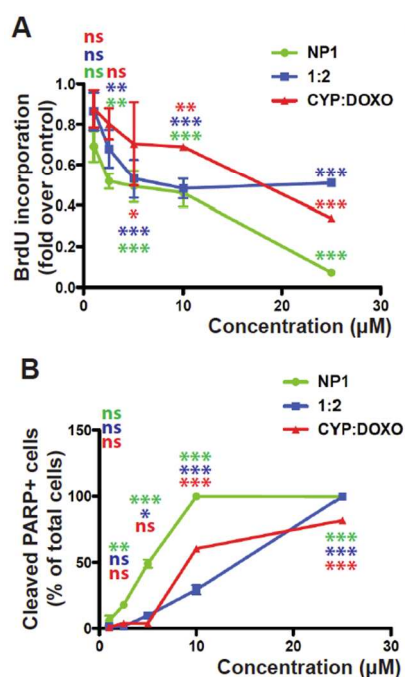 A
ns
ns
ns
ns
**
**
NP1
1:2
CYP:DOXO
**
***
***
*
***
***
***
***
***
BrdU incorporation
(fold over control)
1.0
0.8
0.6
0.4
0.2
0.0
0
10
20
30
Concentration (µM)
B
NP1
1:2
CYP:DOXO
ns
ns
ns
**
ns
ns
***
*
ns
***
***
***
***
***
***
Cleaved PARP+ cells
(% of total cells)
150
100
50
0
0
10
20
30
Concentration (µM)